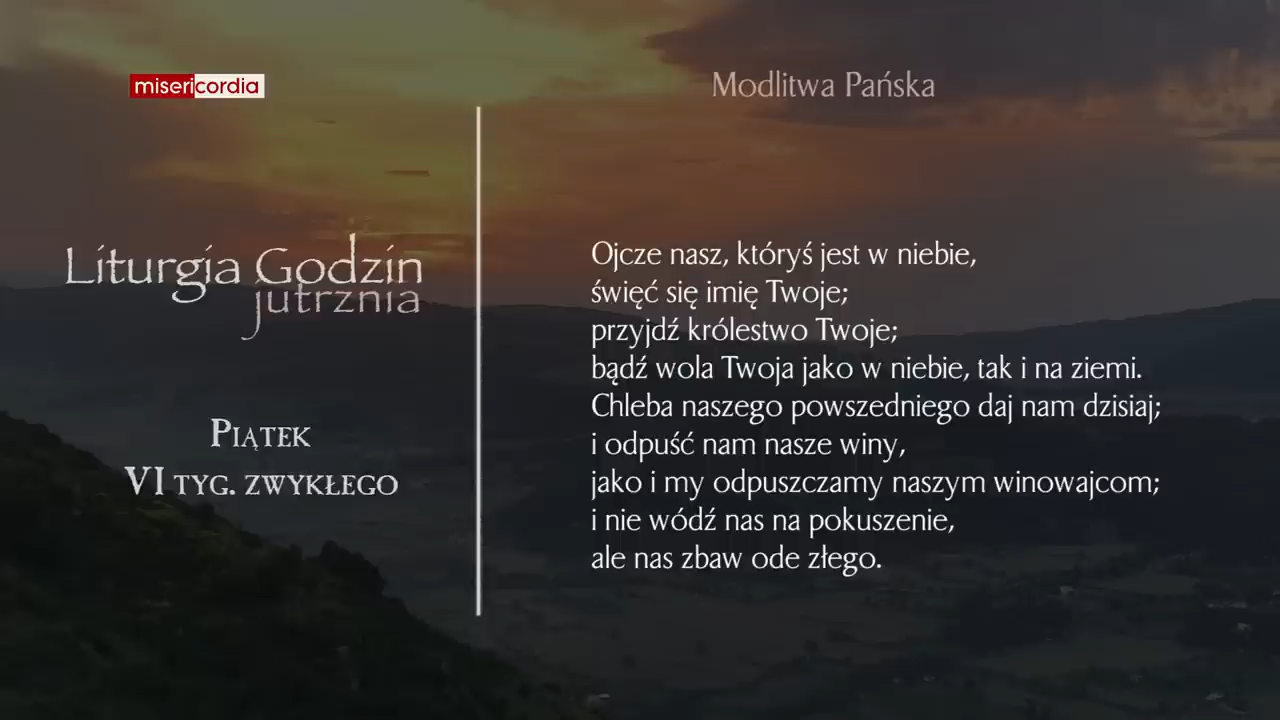 misericordia
Modlitwa Pańska
Liturgia Godzin
jutrznia
Piątek
VI tyg. zwykłego
Ojcze nasz, któryś jest w niebie,
święć się imię Twoje;
przyjdź królestwo Twoje;
bądź wola Twoja jako w niebie, tak i na ziemi.
Chleba naszego powszedniego daj nam dzisiaj;
i odpuść nam nasze winy,
jako i my odpuszczamy naszym winowajcom;
i nie wódź nas na pokuszenie,
ale nas zbaw ode złego.